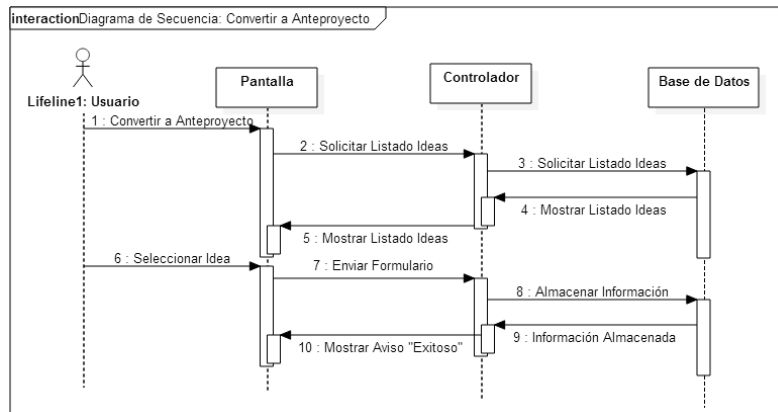 interactionDiagrama de Secuencia: Convertir a Anteproyecto
Pantalla
Controlador
Base de Datos
Lifeline1: Usuario
1 : Convertir a Anteproyecto
2 : Solicitar Listado Ideas
3 : Solicitar Listado Ideas
4 : Mostrar Listado Ideas
5 : Mostrar Listado Ideas
6 : Seleccionar Idea
7 : Enviar Formulario
8 : Almacenar Información
9 : Información Almacenada
10 : Mostrar Aviso "Exitoso"